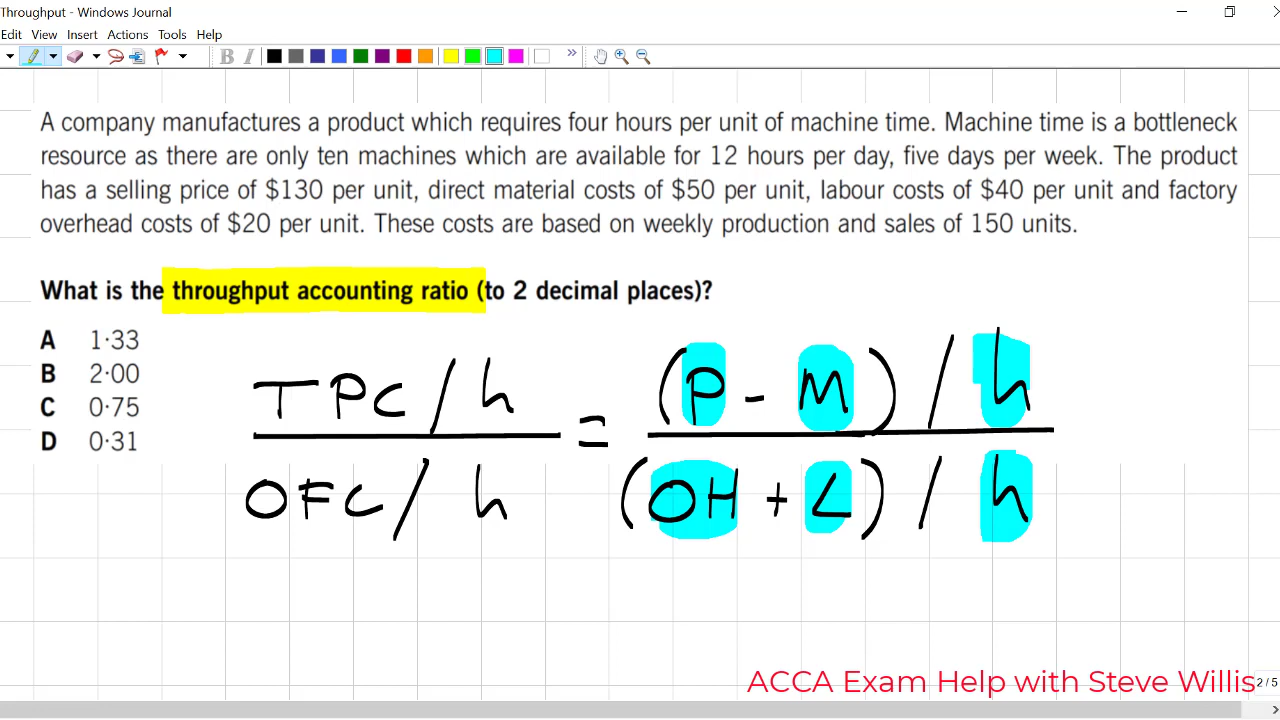 Throughput - Windows Journal
Edit View Insert Actions Tools Help
B I
A company manufactures a product which requires four hours per unit of machine time. Machine time is a bottleneck
resource as there are only ten machines which are available for 12 hours per day, five days per week. The product
has a selling price of $130 per unit, direct material costs of $50 per unit, labour costs of $40 per unit and factory
overhead costs of $20 per unit. These costs are based on weekly production and sales of 150 units.
What is the throughput accounting ratio (to 2 decimal places)?
A 1·33
B 2·00
C 0·75
D 0·31
TPC / h = (P - M) / h
OFC / h (OH + L) / h
ACCA Exam Help with Steve Willis
2 / 5